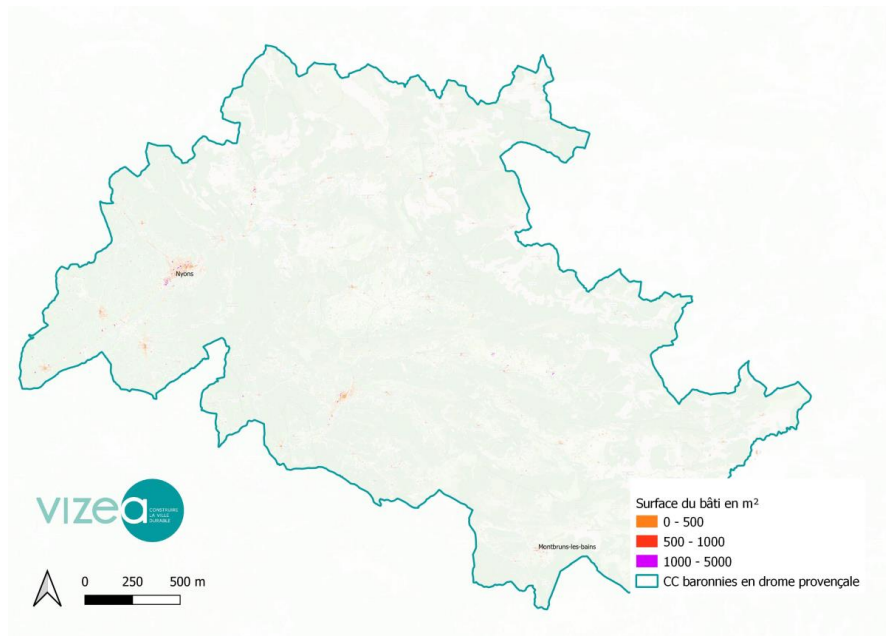 Nyons
Montbruns-les-bains
vizea
CONSTRUIRE
LA VILLE
DURABLE
0 250 500 m
Surface du bâti en m²
0 - 500
500 - 1000
1000 - 5000
CC baronnies en drome provençale